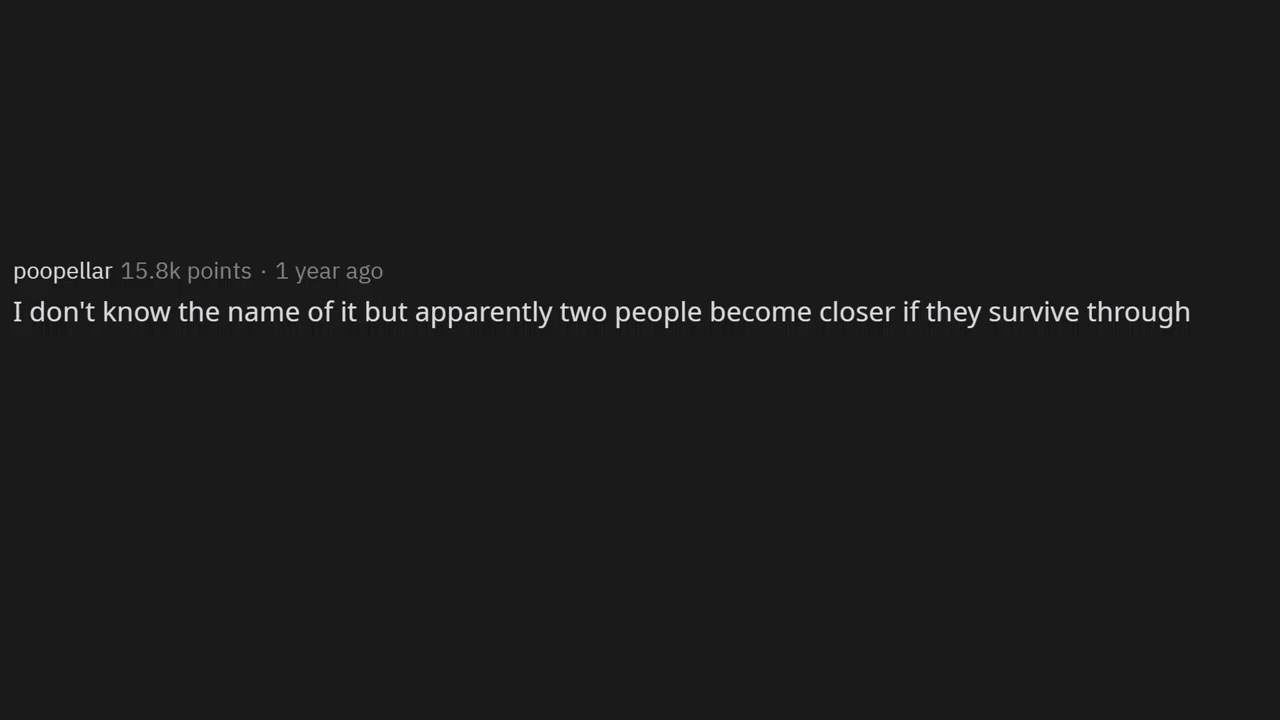 poopellar 15.8k points · 1 year ago
I don't know the name of it but apparently two people become closer if they survive through